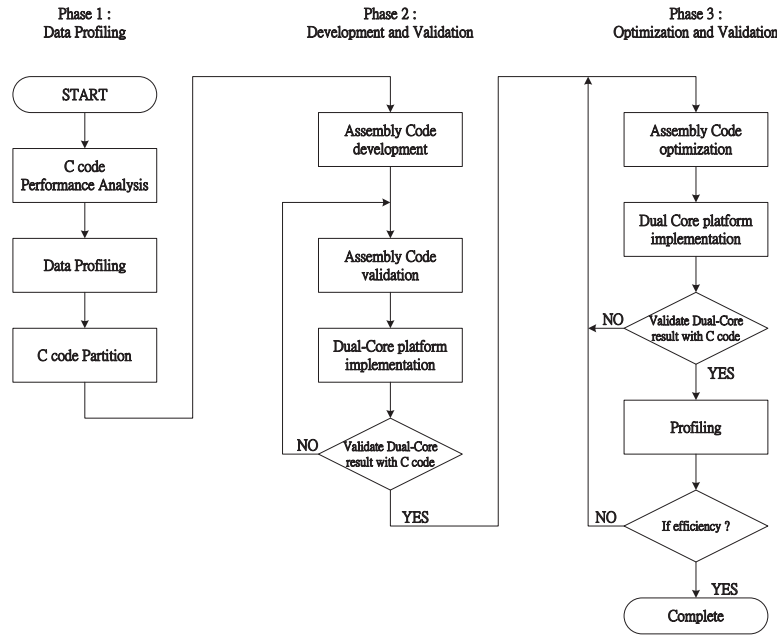 Phase 1 :
Data Profiling
START
C code
Performance Analysis
Data Profiling
C code Partition
Phase 2 :
Development and Validation
Assembly Code
development
Assembly Code
validation
Dual-Core platform
implementation
NO
Validate Dual-Core
result with C code
YES
Phase 3 :
Optimization and Validation
Assembly Code
optimization
Dual Core platform
implementation
NO
Validate Dual-Core
result with C code
YES
Profiling
NO
If efficiency ?
YES
Complete